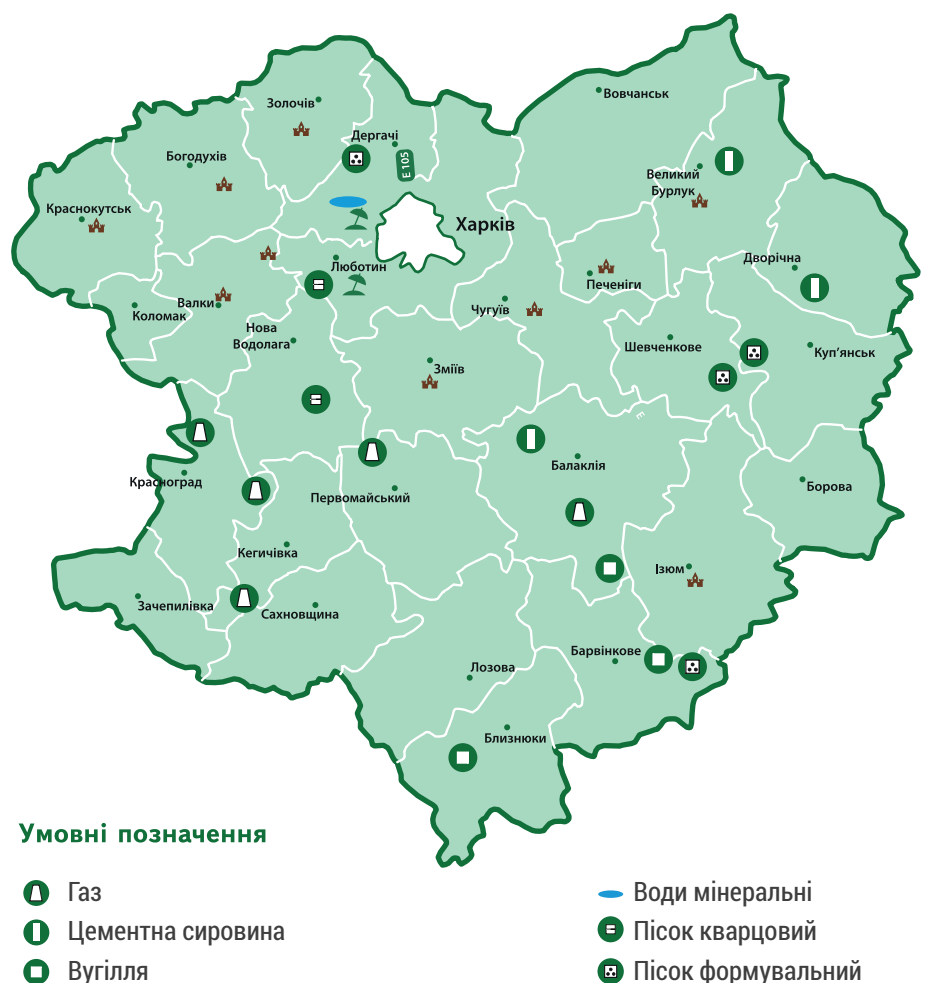 Вовчанськ
Золочів
Дергачі
E 105
Богодухів
Великий
Бурлук
Краснокутськ
Харків
Люботин
Дворічна
Печеніги
Валки
Коломак
Чугуїв
Нова
Водолага
Шевченкове
Куп’янськ
Зміїв
Балаклія
Красноград
Борова
Первомайський
Кегичівка
Ізюм
Зачепилівка
Сахновщина
Барвінкове
Лозова
Близнюки
Умовні позначення
Газ
Цементна сировина
Вугілля
Води мінеральні
Пісок кварцовий
Пісок формувальний